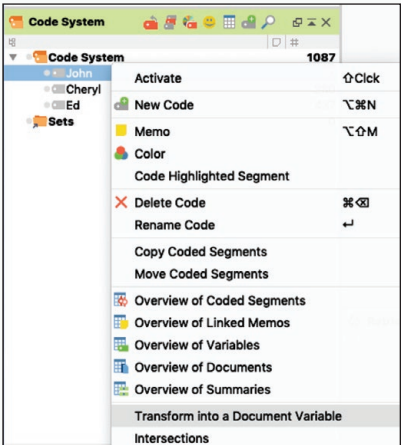 Code System
#
Code System 1087
John
Cheryl
Ed
Sets
Activate ⇧Clck
New Code ⌥⌘N
Memo ⌥⇧M
Color
Code Highlighted Segment
Delete Code ⌘⌫
Rename Code ↩
Copy Coded Segments
Move Coded Segments
Overview of Coded Segments
Overview of Linked Memos
Overview of Variables
Overview of Documents
Overview of Summaries
Transform into a Document Variable
Intersections